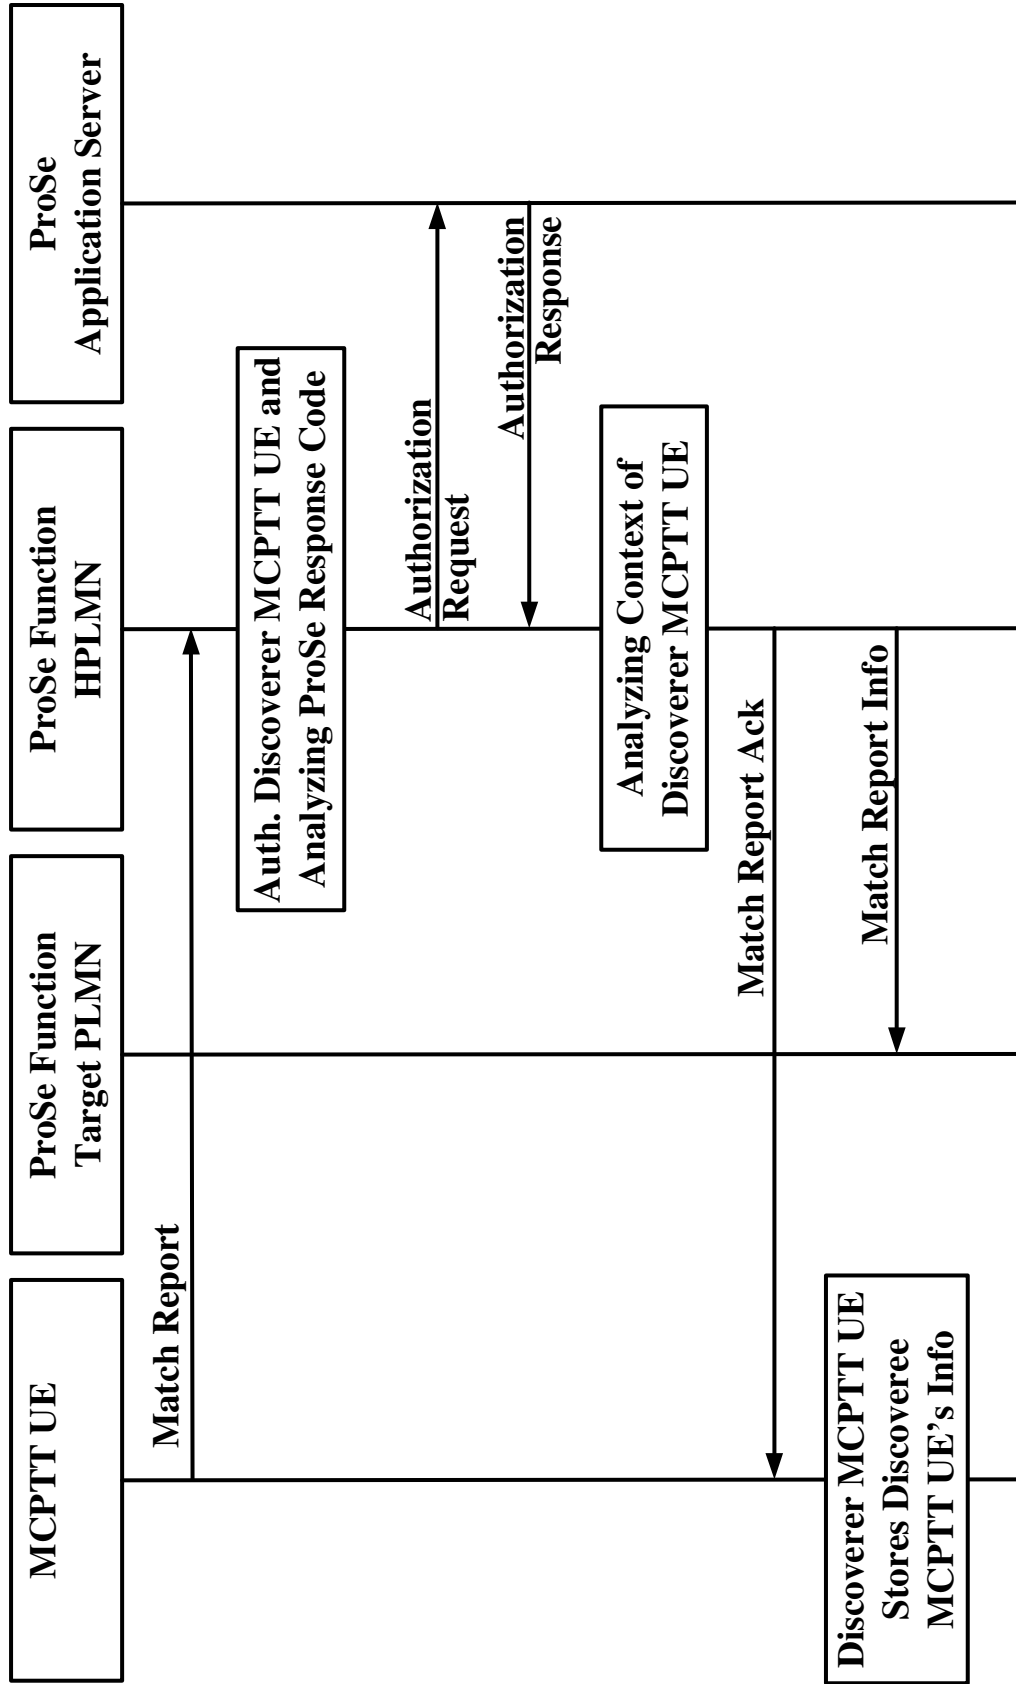 MCPTT UE
ProSe Function
Target PLMN
ProSe Function
HPLMN
ProSe
Application Server
Match Report
Auth. Discoverer MCPTT UE and
Analyzing ProSe Response Code
Authorization
Request
Authorization
Response
Analyzing Context of
Discoverer MCPTT UE
Match Report Ack
Discoverer MCPTT UE
Stores Discoveree
MCPTT UE’s Info
Match Report Info